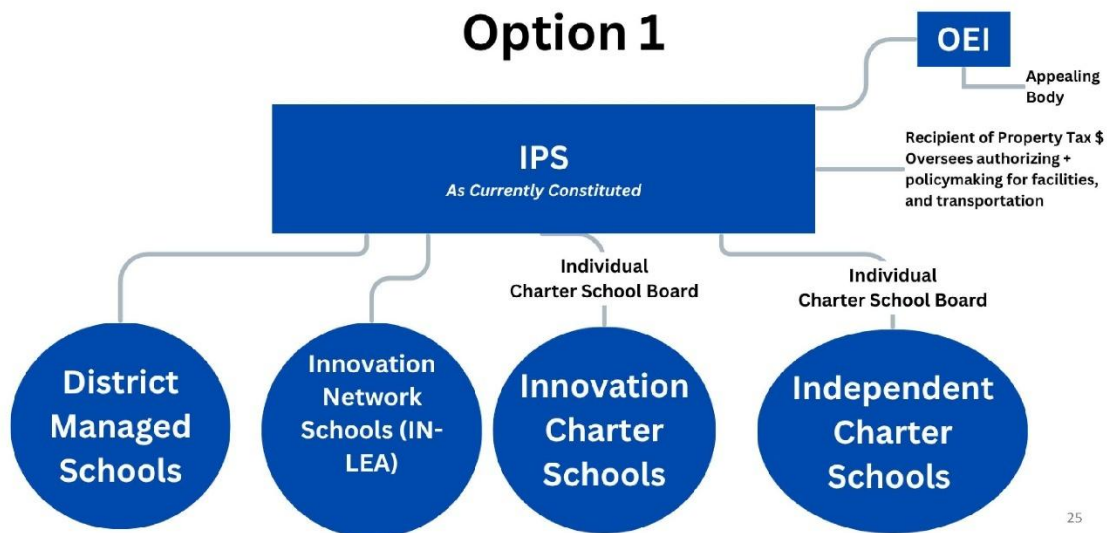 Option 1
OEI
Appealing
Body
IPS
As Currently Constituted
Recipient of Property Tax $
Oversees authorizing +
policymaking for facilities,
and transportation
Individual
Charter School Board
Individual
Charter School Board
District
Managed
Schools
Innovation
Network
Schools (IN-
LEA)
Innovation
Charter
Schools
Independent
Charter
Schools
25